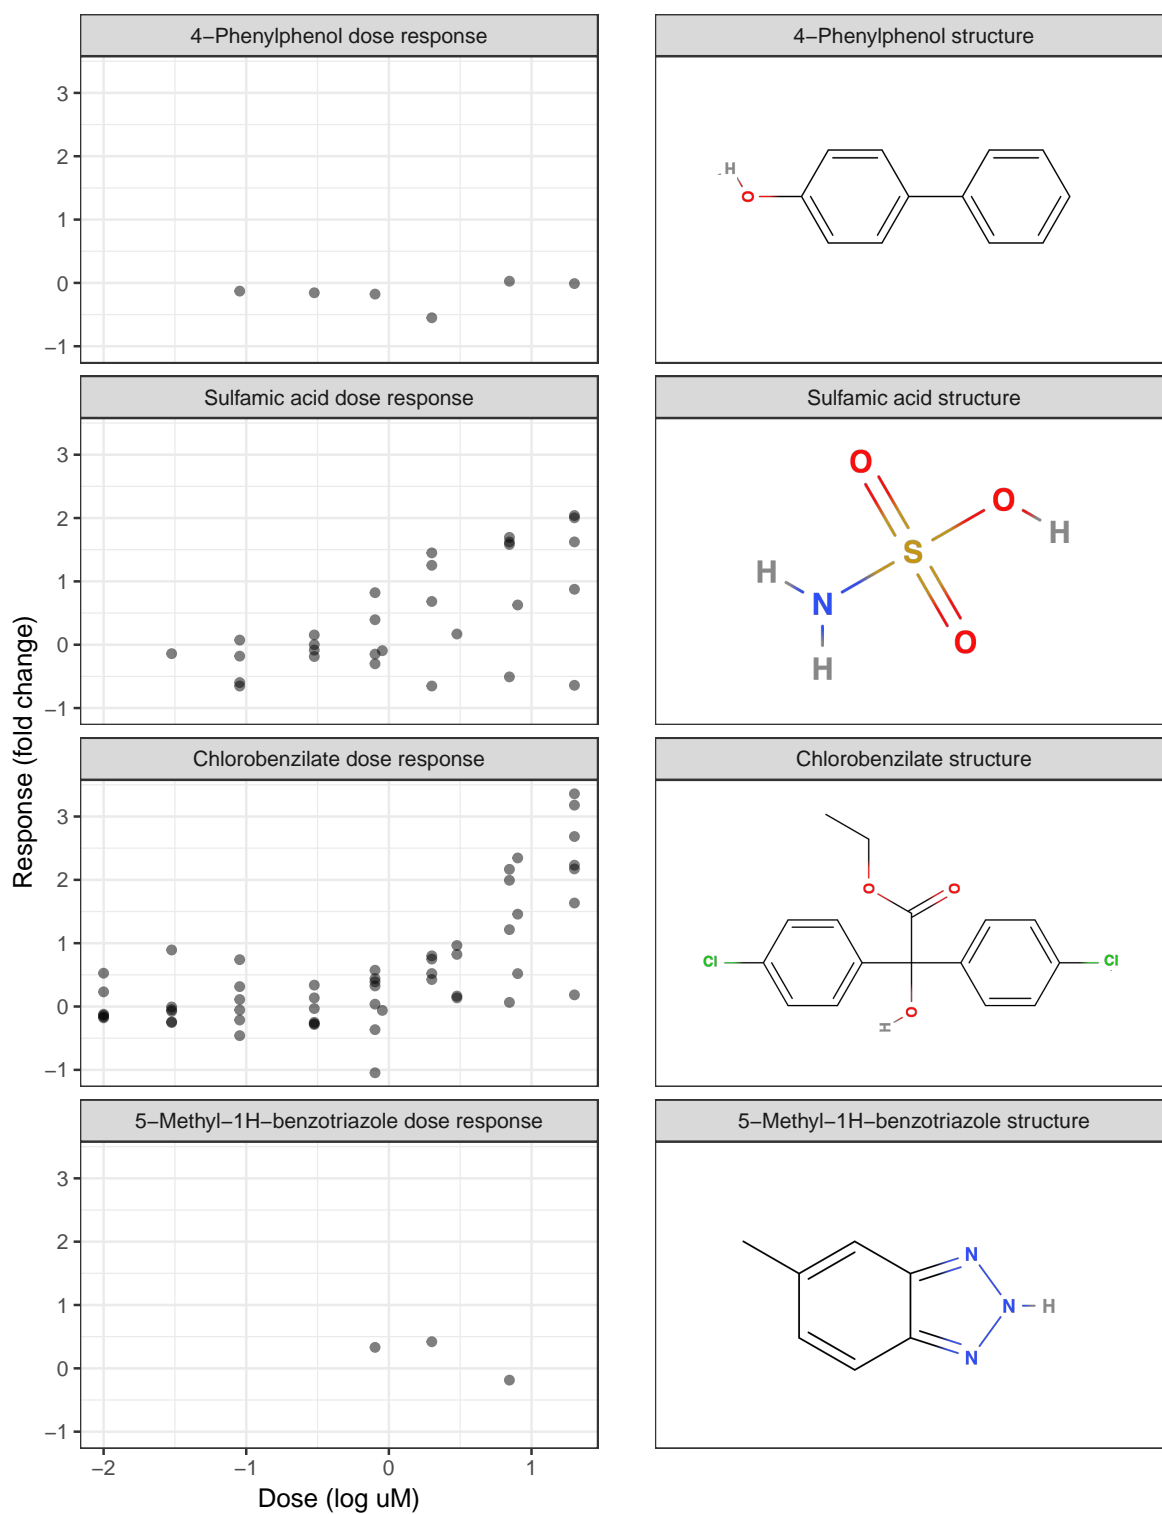 4−Phenylphenol dose response
4−Phenylphenol structure
3
2
1
0
−1
H
O
Sulfamic acid dose response
Sulfamic acid structure
3
2
1
0
−1
O
O
H
S
H
N
O
H
Response (fold change)
Chlorobenzilate dose response
Chlorobenzilate structure
3
2
1
0
−1
O
O
Cl
Cl
O
H
5−Methyl−1H−benzotriazole dose response
5−Methyl−1H−benzotriazole structure
3
2
1
0
−1
N
N
H
N
−2
−1
0
1
Dose (log uM)